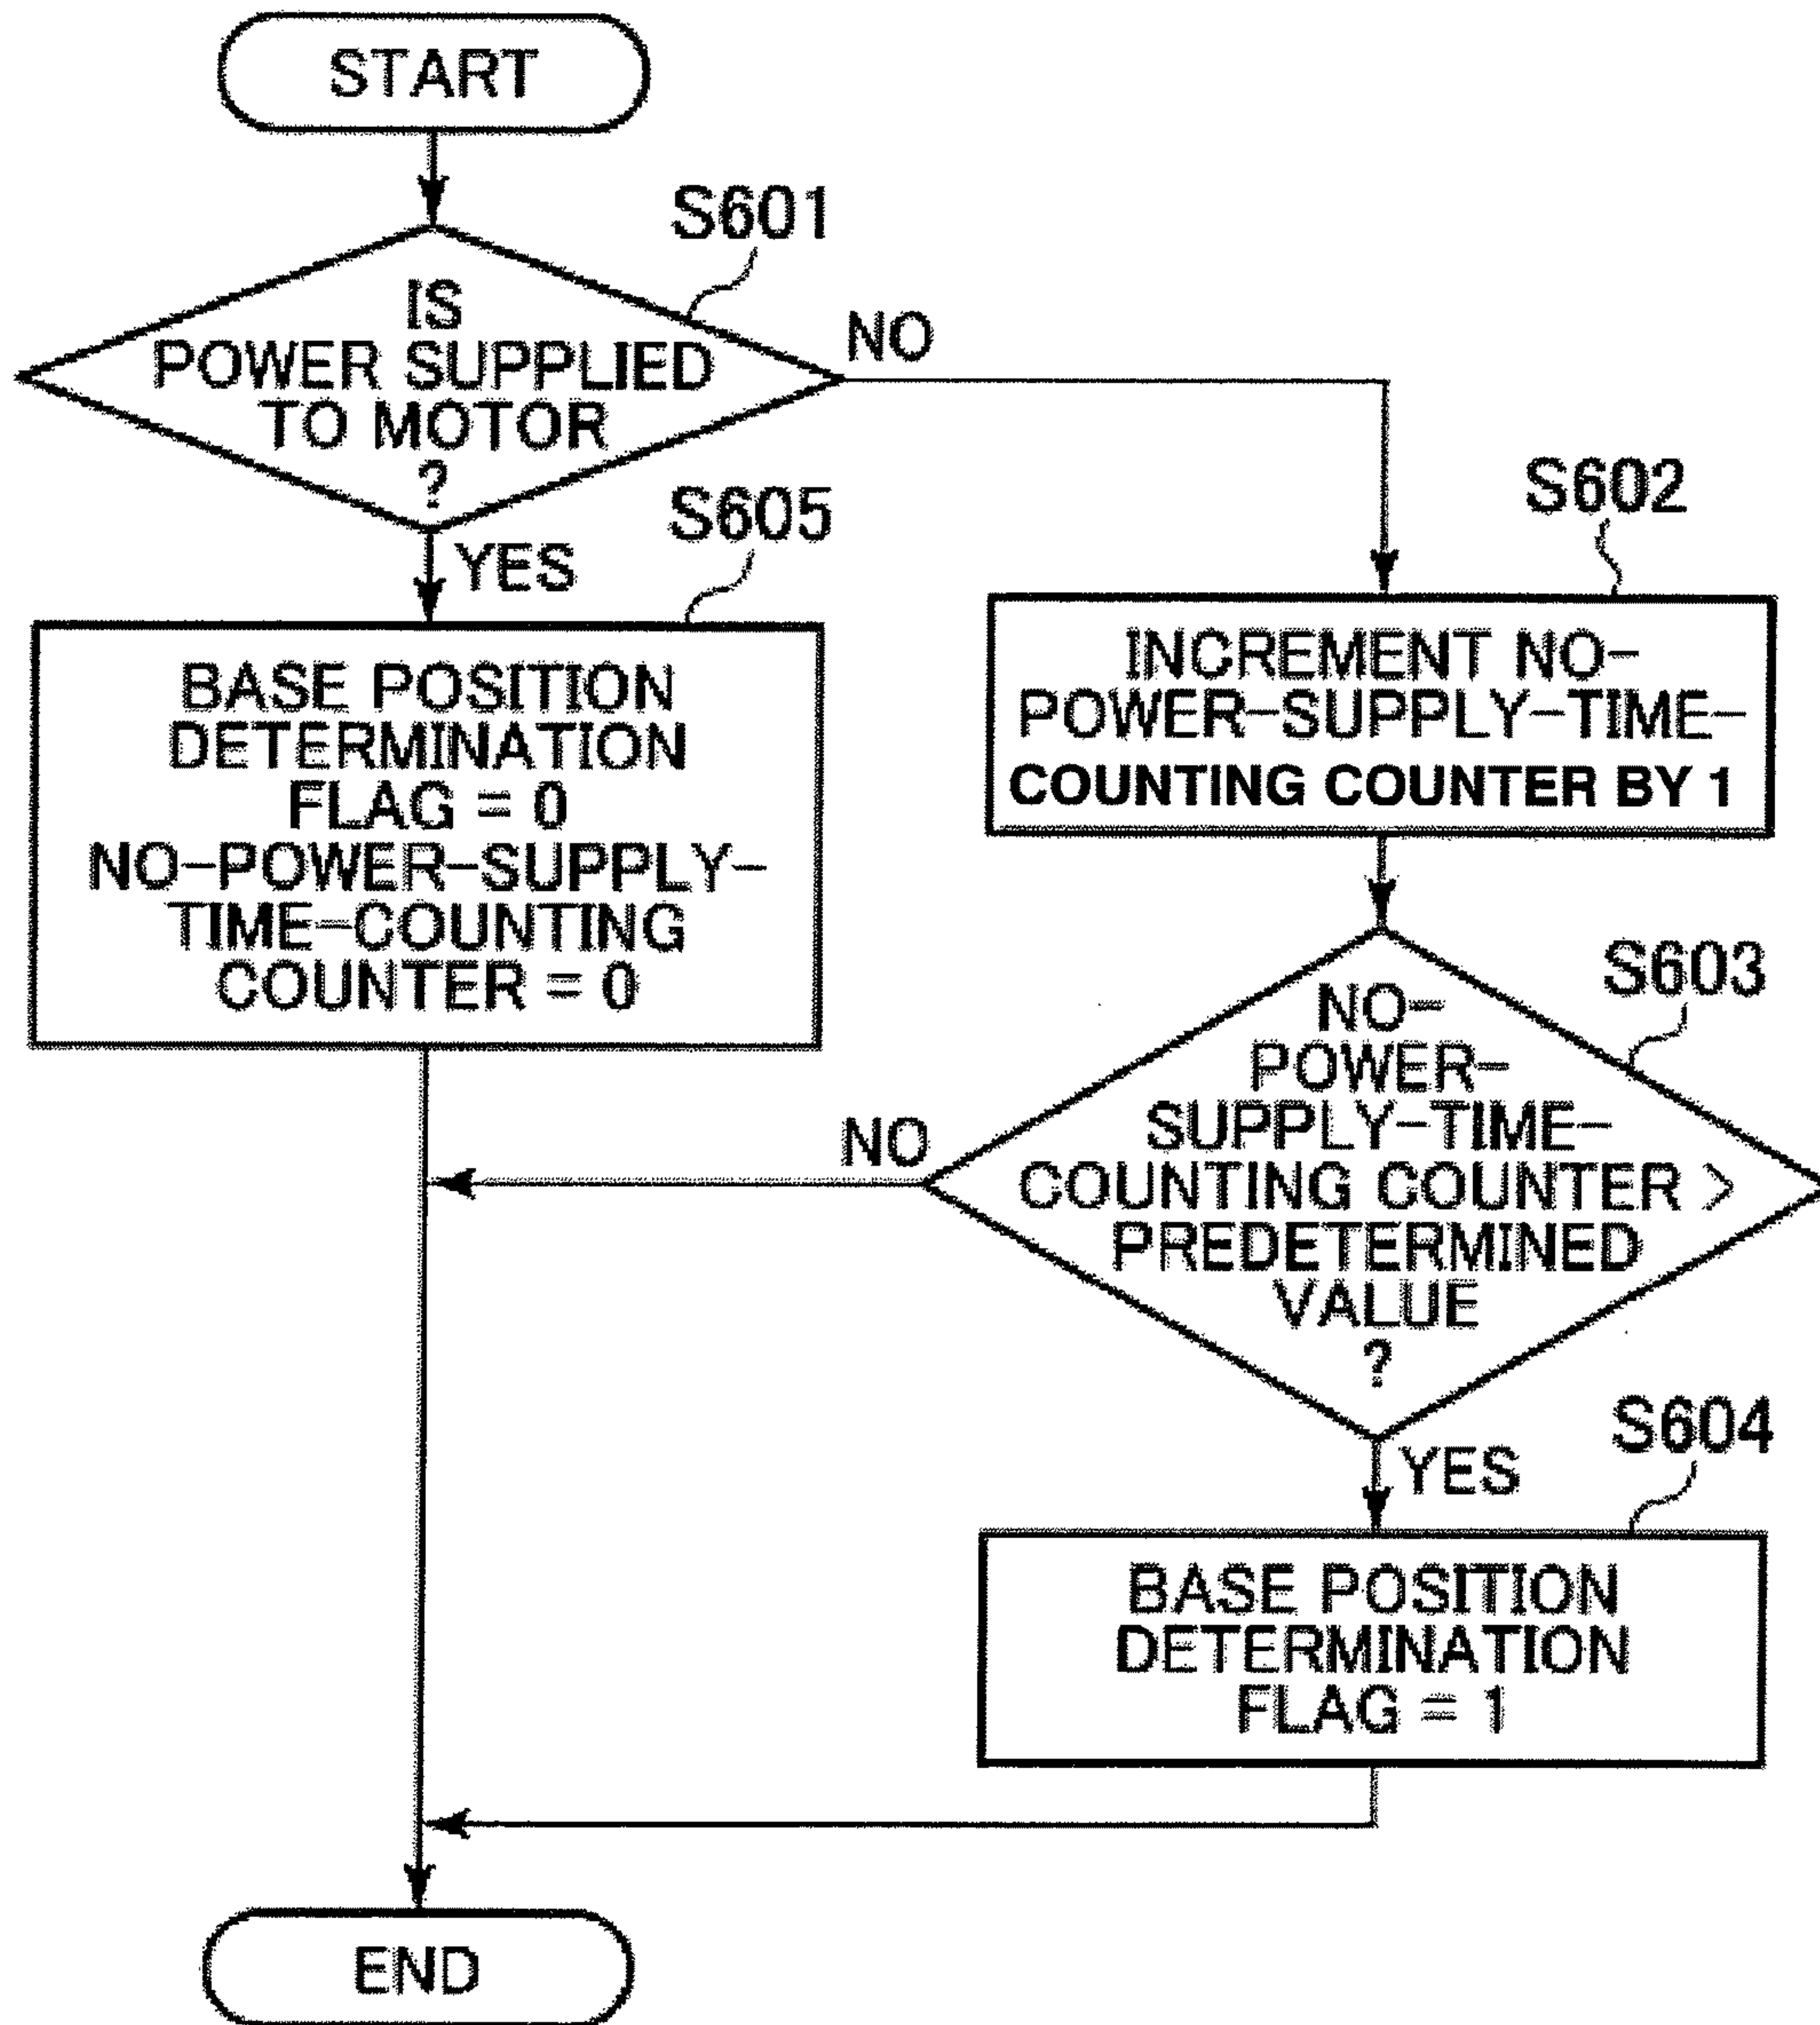 START
S601
IS
POWER SUPPLIED
TO MOTOR
?
NO
YES
S605
BASE POSITION
DETERMINATION
FLAG = 0
NO-POWER-SUPPLY-
TIME-COUNTING
COUNTER = 0
S602
INCREMENT NO-
POWER-SUPPLY-TIME-
COUNTING COUNTER BY 1
S603
NO-
POWER-
SUPPLY-TIME-
COUNTING COUNTER >
PREDETERMINED
VALUE
?
NO
YES
S604
BASE POSITION
DETERMINATION
FLAG = 1
END